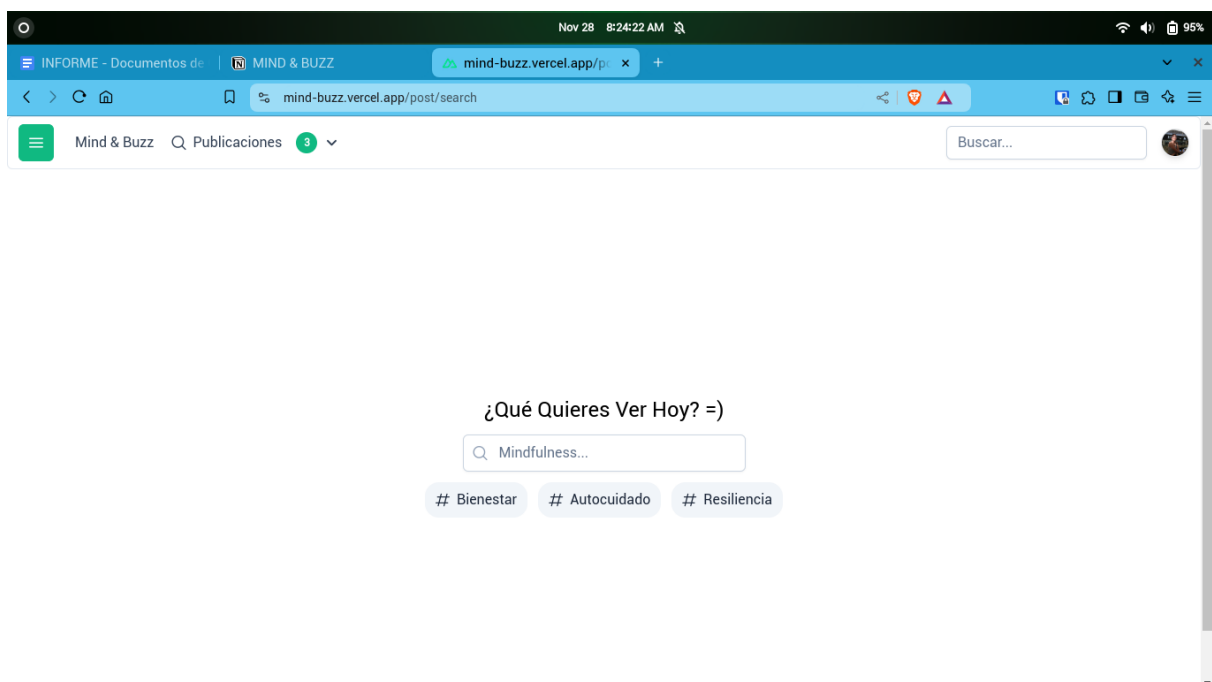 Nov 28 8:24:22 AM 95%
INFORME - Documentos de MIND & BUZZ mind-buzz.vercel.app/po
mind-buzz.vercel.app/post/search
Mind & Buzz Publicaciones 3 Buscar...
¿Qué Quieres Ver Hoy? =)
Mindfulness...
# Bienestar # Autocuidado # Resiliencia